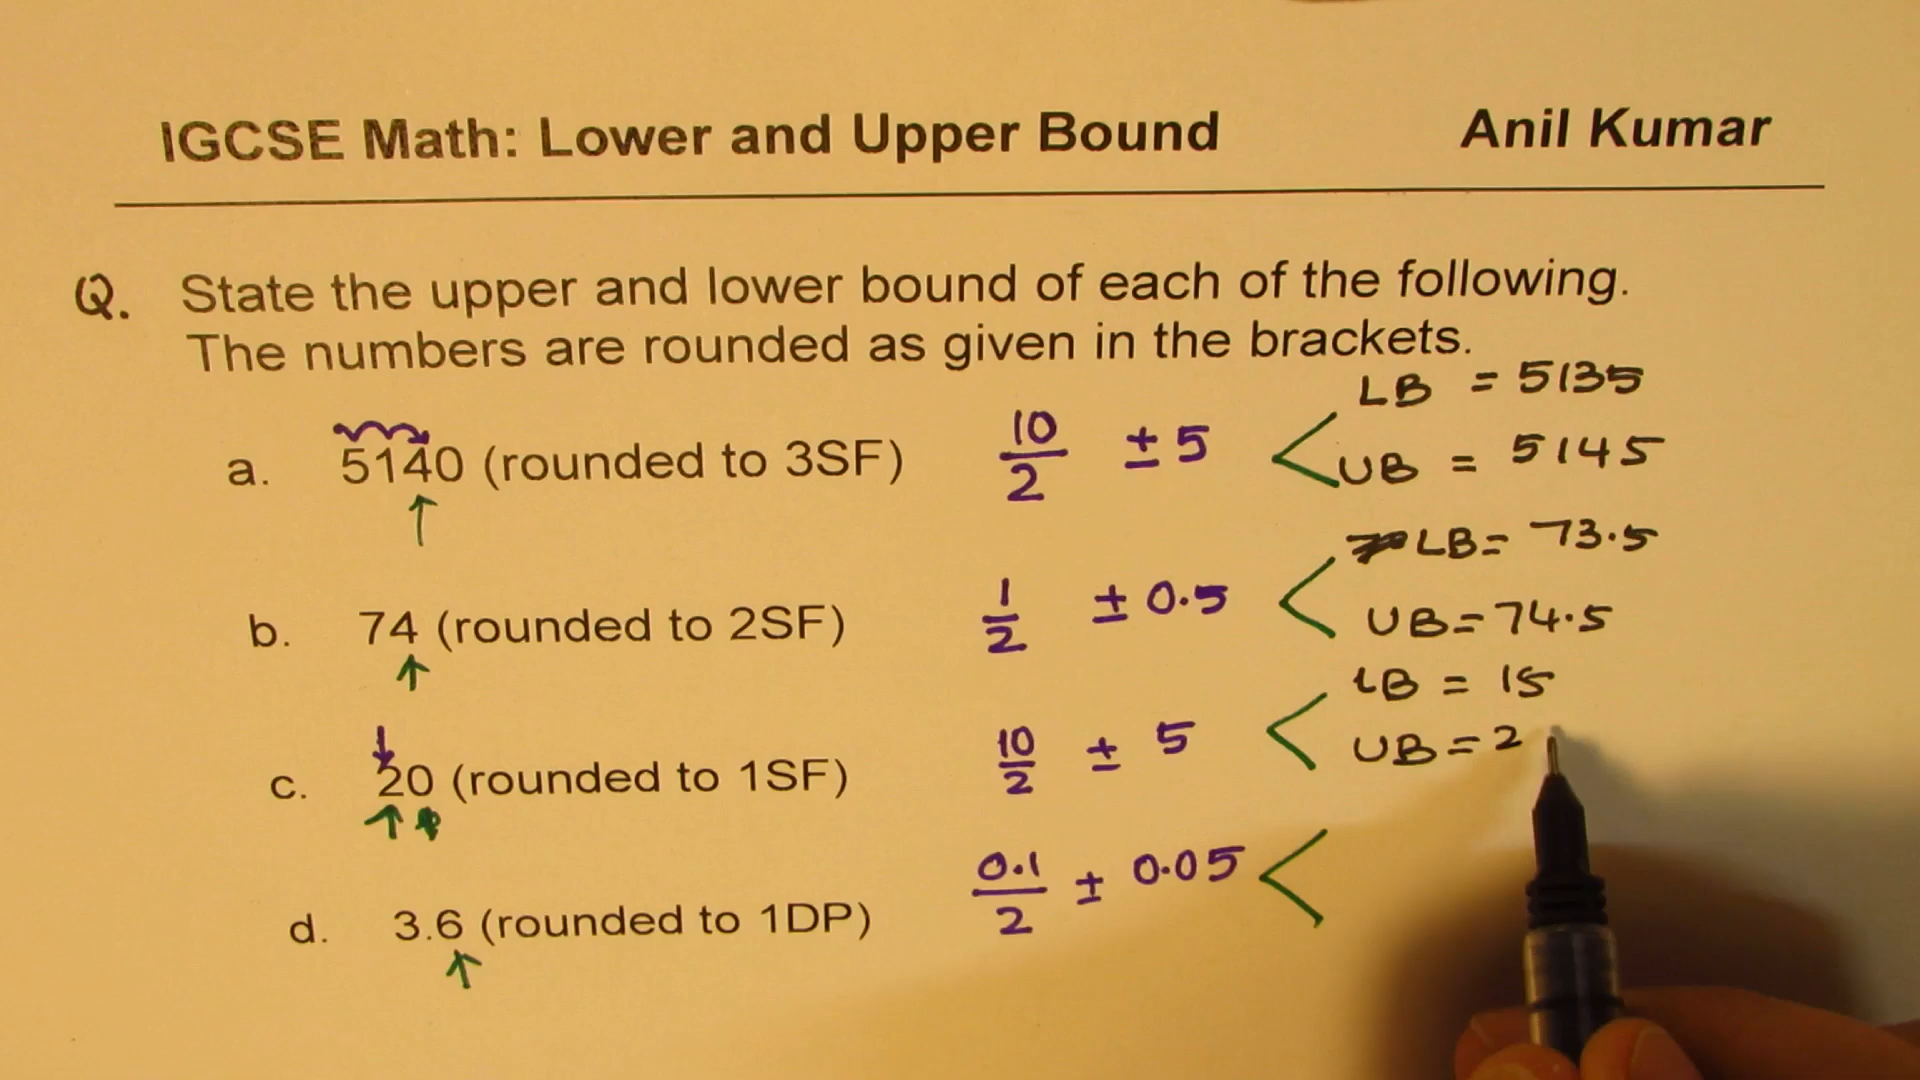 IGCSE Math: Lower and Upper Bound Anil Kumar
Q. State the upper and lower bound of each of the following.
The numbers are rounded as given in the brackets.
LB = 5135
a. 5140 (rounded to 3SF) 10/2 ± 5 < UB = 5145
LB = 73.5
b. 74 (rounded to 2SF) 1/2 ± 0.5 < UB = 74.5
LB = 15
c. 20 (rounded to 1SF) 10/2 ± 5 < UB = 2
d. 3.6 (rounded to 1DP) 0.1/2 ± 0.05 <